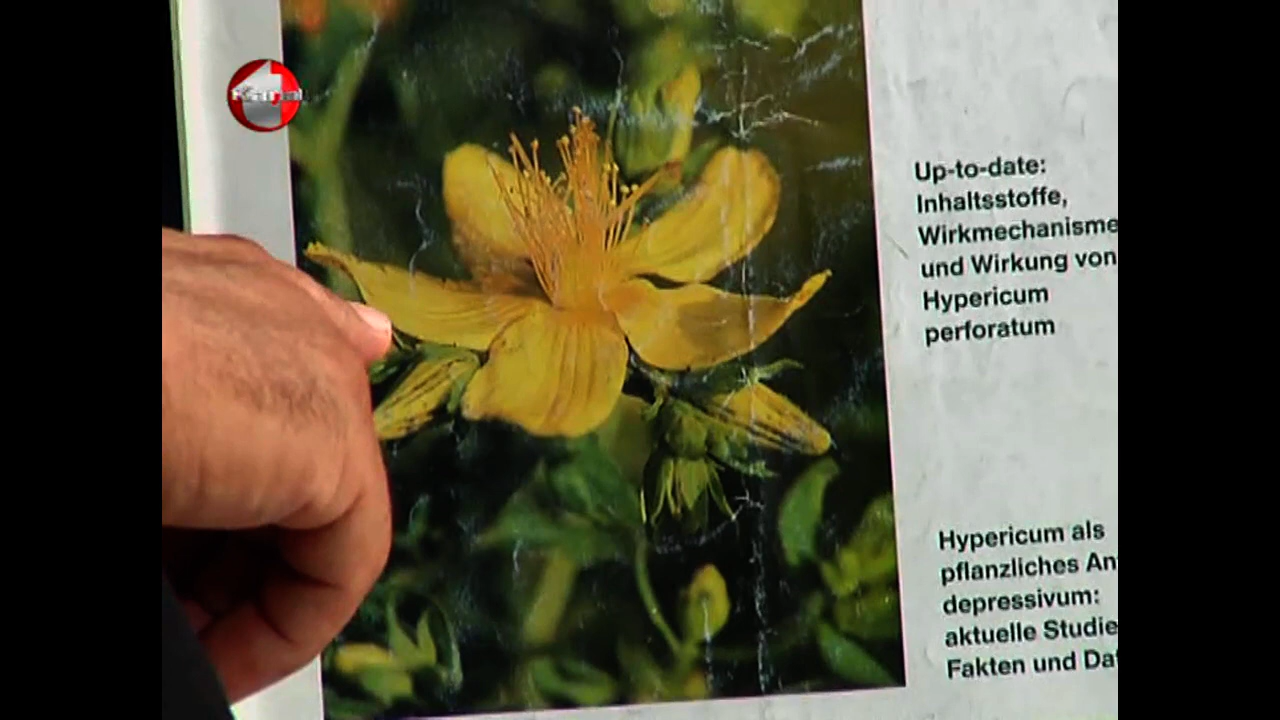 Kanal
Up-to-date:
Inhaltsstoffe,
Wirkmechanisme
und Wirkung von
Hypericum
perforatum
Hypericum als
pflanzliches An
depressivum:
aktuelle Studie
Fakten und Da